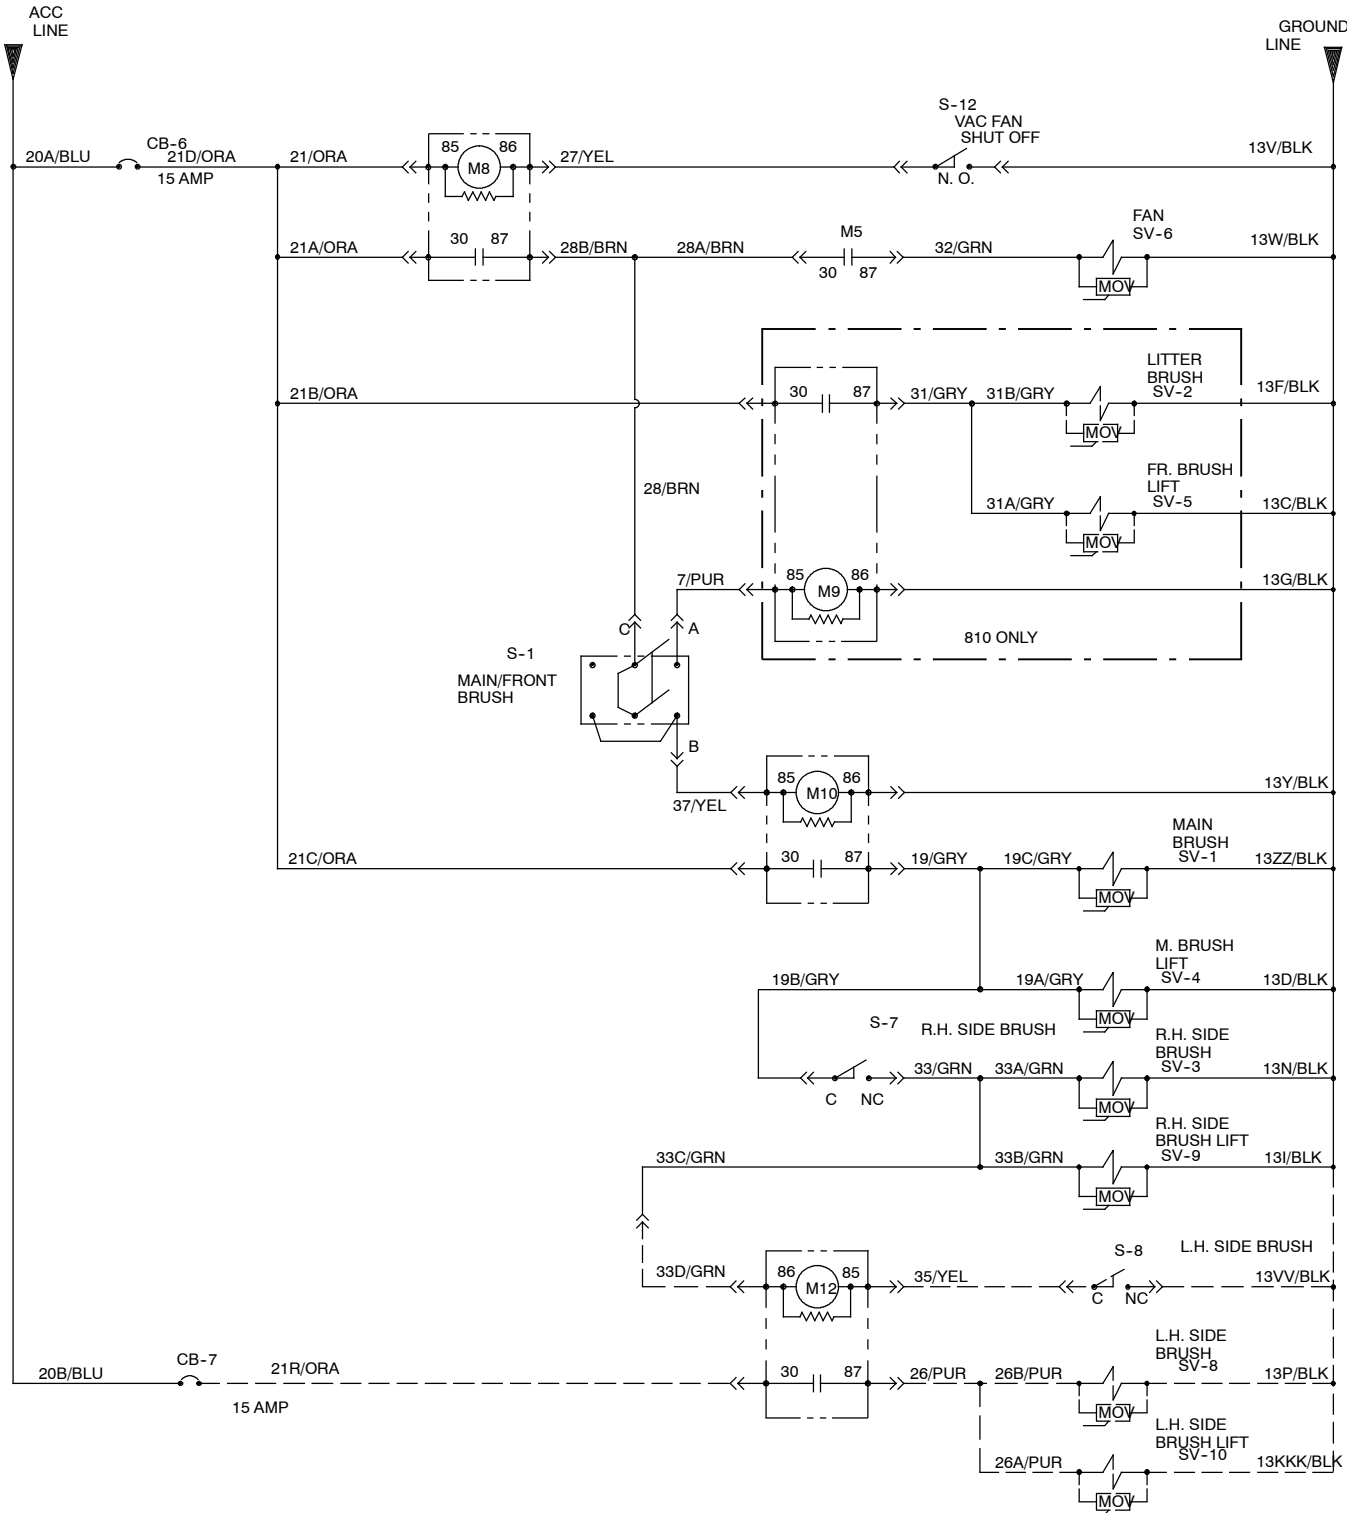 ACC
LINE
GROUND
LINE
20A/BLU
CB-6
21D/ORA
15 AMP
21/ORA
85
86
M8
27/YEL
S-12
VAC FAN
SHUT OFF
N. O.
13V/BLK
21A/ORA
30
87
28B/BRN
28A/BRN
M5
30
87
32/GRN
FAN
SV-6
MOV
13W/BLK
21B/ORA
30
87
31/GRY
31B/GRY
LITTER
BRUSH
SV-2
MOV
13F/BLK
28/BRN
31A/GRY
FR. BRUSH
LIFT
SV-5
MOV
13C/BLK
7/PUR
85
86
M9
13G/BLK
810 ONLY
C
A
S-1
MAIN/FRONT
BRUSH
B
37/YEL
85
86
M10
13Y/BLK
21C/ORA
30
87
19/GRY
19C/GRY
MAIN
BRUSH
SV-1
MOV
13ZZ/BLK
19B/GRY
19A/GRY
M. BRUSH
LIFT
SV-4
MOV
13D/BLK
S-7
R.H. SIDE BRUSH
C
NC
33/GRN
33A/GRN
R.H. SIDE
BRUSH
SV-3
MOV
13N/BLK
33C/GRN
33B/GRN
R.H. SIDE
BRUSH LIFT
SV-9
MOV
13I/BLK
33D/GRN
86
85
M12
35/YEL
S-8
L.H. SIDE BRUSH
C
NC
13VV/BLK
20B/BLU
CB-7
15 AMP
21R/ORA
30
87
26/PUR
26B/PUR
L.H. SIDE
BRUSH
SV-8
MOV
13P/BLK
26A/PUR
L.H. SIDE
BRUSH LIFT
SV-10
MOV
13KKK/BLK